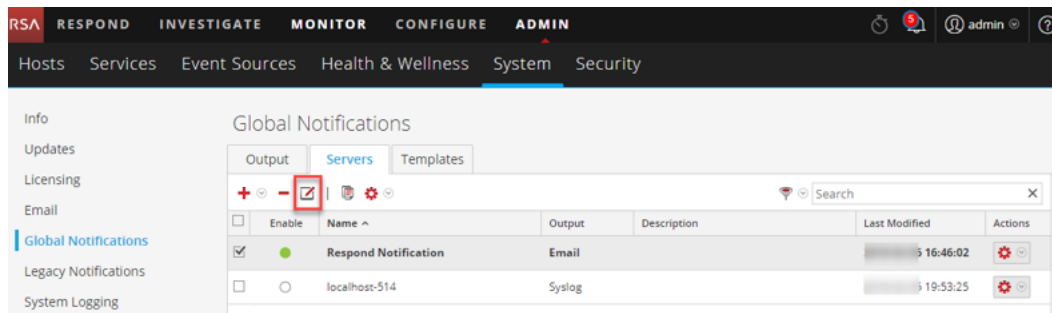 RSA RESPOND INVESTIGATE MONITOR CONFIGURE ADMIN 5 admin
Hosts Services Event Sources Health & Wellness System Security
Info
Updates
Licensing
Email
Global Notifications
Legacy Notifications
System Logging
Global Notifications
Output Servers Templates
Search
Enable Name Output Description Last Modified Actions
Respond Notification Email 16:46:02
localhost-514 Syslog 19:53:25